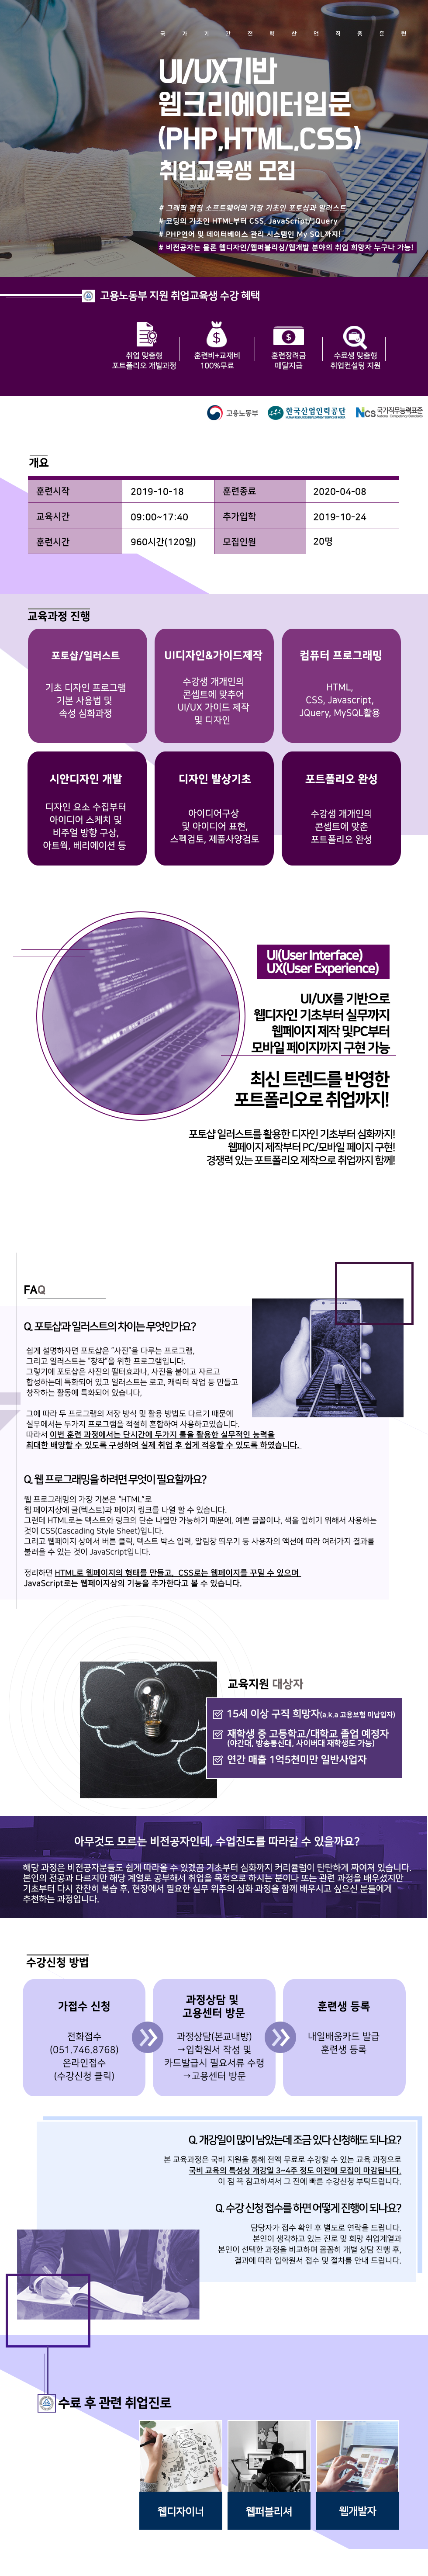 국가기간전략산업직종훈련
UI/UX기반
웹크리에이터입문
(PHP,HTML,CSS)
취업교육생 모집
# 그래픽 편집 소프트웨어의 가장 기초인 포토샵과 일러스트
# 코딩의 기초인 HTML부터 CSS, JavaScript/jQuery
# PHP언어 및 데이터베이스 관리 시스템인 My SQL까지!
# 비전공자는 물론 웹디자인/웹퍼블리싱/웹개발 분야의 취업 희망자 누구나 가능!
고용노동부 지원 취업교육생 수강 혜택
취업 맞춤형
포트폴리오 개발과정
훈련비+교재비
100%무료
훈련장려금
매달지급
수료생 맞춤형
취업컨설팅 지원
고용노동부
한국산업인력공단
HUMAN RESOURCES DEVELOPMENT SERVICE OF KOREA
NCS 국가직무능력표준
National Competency Standards
개요
훈련시작 2019-10-18 훈련종료 2020-04-08
교육시간 09:00~17:40 추가입학 2019-10-24
훈련시간 960시간(120일) 모집인원 20명
교육과정 진행
포토샵/일러스트
기초 디자인 프로그램
기본 사용법 및
속성 심화과정
UI디자인&가이드제작
수강생 개개인의
콘셉트에 맞추어
UI/UX 가이드 제작
및 디자인
컴퓨터 프로그래밍
HTML,
CSS, Javascript,
JQuery, MySQL활용
시안디자인 개발
디자인 요소 수집부터
아이디어 스케치 및
비주얼 방향 구상,
아트웍, 베리에이션 등
디자인 발상기초
아이디어구상
및 아이디어 표현,
스펙검토, 제품사양검토
포트폴리오 완성
수강생 개개인의
콘셉트에 맞춘
포트폴리오 완성
UI(User Interface)
UX(User Experience)
UI/UX를 기반으로
웹디자인 기초부터 실무까지
웹페이지 제작 및PC부터
모바일 페이지까지 구현 가능
최신 트렌드를 반영한
포트폴리오로 취업까지!
포토샵 일러스트를 활용한 디자인 기초부터 심화까지!
웹페이지 제작부터 PC/모바일 페이지 구현!
경쟁력 있는 포트폴리오 제작으로 취업까지 함께!
FAQ
Q. 포토샵과 일러스트의 차이는 무엇인가요?
쉽게 설명하자면 포토샵은 “사진”을 다루는 프로그램,
그리고 일러스트는 “창작”을 위한 프로그램입니다.
그렇기에 포토샵은 사진의 필터효과나, 사진을 붙이고 자르고
합성하는데 특화되어 있고 일러스트는 로고, 캐릭터 작업 등 만들고
창작하는 활동에 특화되어 있습니다,
그에 따라 두 프로그램의 저장 방식 및 활용 방법도 다르기 때문에
실무에서는 두가지 프로그램을 적절히 혼합하여 사용하고있습니다.
따라서 이번 훈련 과정에서는 단시간에 두가지 툴을 활용한 실무적인 능력을
최대한 배양할 수 있도록 구성하여 실제 취업 후 쉽게 적응할 수 있도록 하였습니다.
Q. 웹 프로그래밍을 하려면 무엇이 필요할까요?
웹 프로그래밍의 가장 기본은 “HTML”로
웹 페이지상에 글(텍스트)과 페이지 링크를 나열 할 수 있습니다.
그런데 HTML로는 텍스트와 링크의 단순 나열만 가능하기 때문에, 예쁜 글꼴이나, 색을 입히기 위해서 사용하는
것이 CSS(Cascading Style Sheet)입니다.
그리고 웹페이지 상에서 버튼 클릭, 텍스트 박스 입력, 알림창 띄우기 등 사용자의 액션에 따라 여러가지 결과를
불러올 수 있는 것이 JavaScript입니다.
정리하면 HTML로 웹페이지의 형태를 만들고, CSS로는 웹페이지를 꾸밀 수 있으며
JavaScript로는 웹페이지상의 기능을 추가한다고 볼 수 있습니다.
교육지원 대상자
15세 이상 구직 희망자(a.k.a 고용보험 미납입자)
재학생 중 고등학교/대학교 졸업 예정자
(야간대, 방송통신대, 사이버대 재학생도 가능)
연간 매출 1억5천미만 일반사업자
아무것도 모르는 비전공자인데, 수업진도를 따라갈 수 있을까요?
해당 과정은 비전공자분들도 쉽게 따라올 수 있겠끔 기초부터 심화까지 커리큘럼이 탄탄하게 짜여져 있습니다.
본인의 전공과 다르지만 해당 계열로 공부해서 취업을 목적으로 하시는 분이나 또는 관련 과정을 배우셨지만
기초부터 다시 찬찬히 복습 후, 현장에서 필요한 실무 위주의 심화 과정을 함께 배우시고 싶으신 분들에게
추천하는 과정입니다.
수강신청 방법
가접수 신청
전화접수
(051.746.8768)
온라인접수
(수강신청 클릭)
과정상담 및
고용센터 방문
과정상담(본교내방)
→입학원서 작성 및
카드발급시 필요서류 수령
→고용센터 방문
훈련생 등록
내일배움카드 발급
훈련생 등록
Q. 개강일이 많이 남았는데 조금 있다 신청해도 되나요?
본 교육과정은 국비 지원을 통해 전액 무료로 수강할 수 있는 교육 과정으로
국비 교육의 특성상 개강일 3~4주 정도 이전에 모집이 마감됩니다.
이 점 꼭 참고하셔서 그 전에 빠른 수강신청 부탁드립니다.
Q. 수강 신청 접수를 하면 어떻게 진행이 되나요?
담당자가 접수 확인 후 별도로 연락을 드립니다.
본인이 생각하고 있는 진로 및 희망 취업계열과
본인이 선택한 과정을 비교하며 꼼꼼히 개별 상담 진행 후,
결과에 따라 입학원서 접수 및 절차를 안내 드립니다.
수료 후 관련 취업진로
웹디자이너
웹퍼블리셔
웹개발자